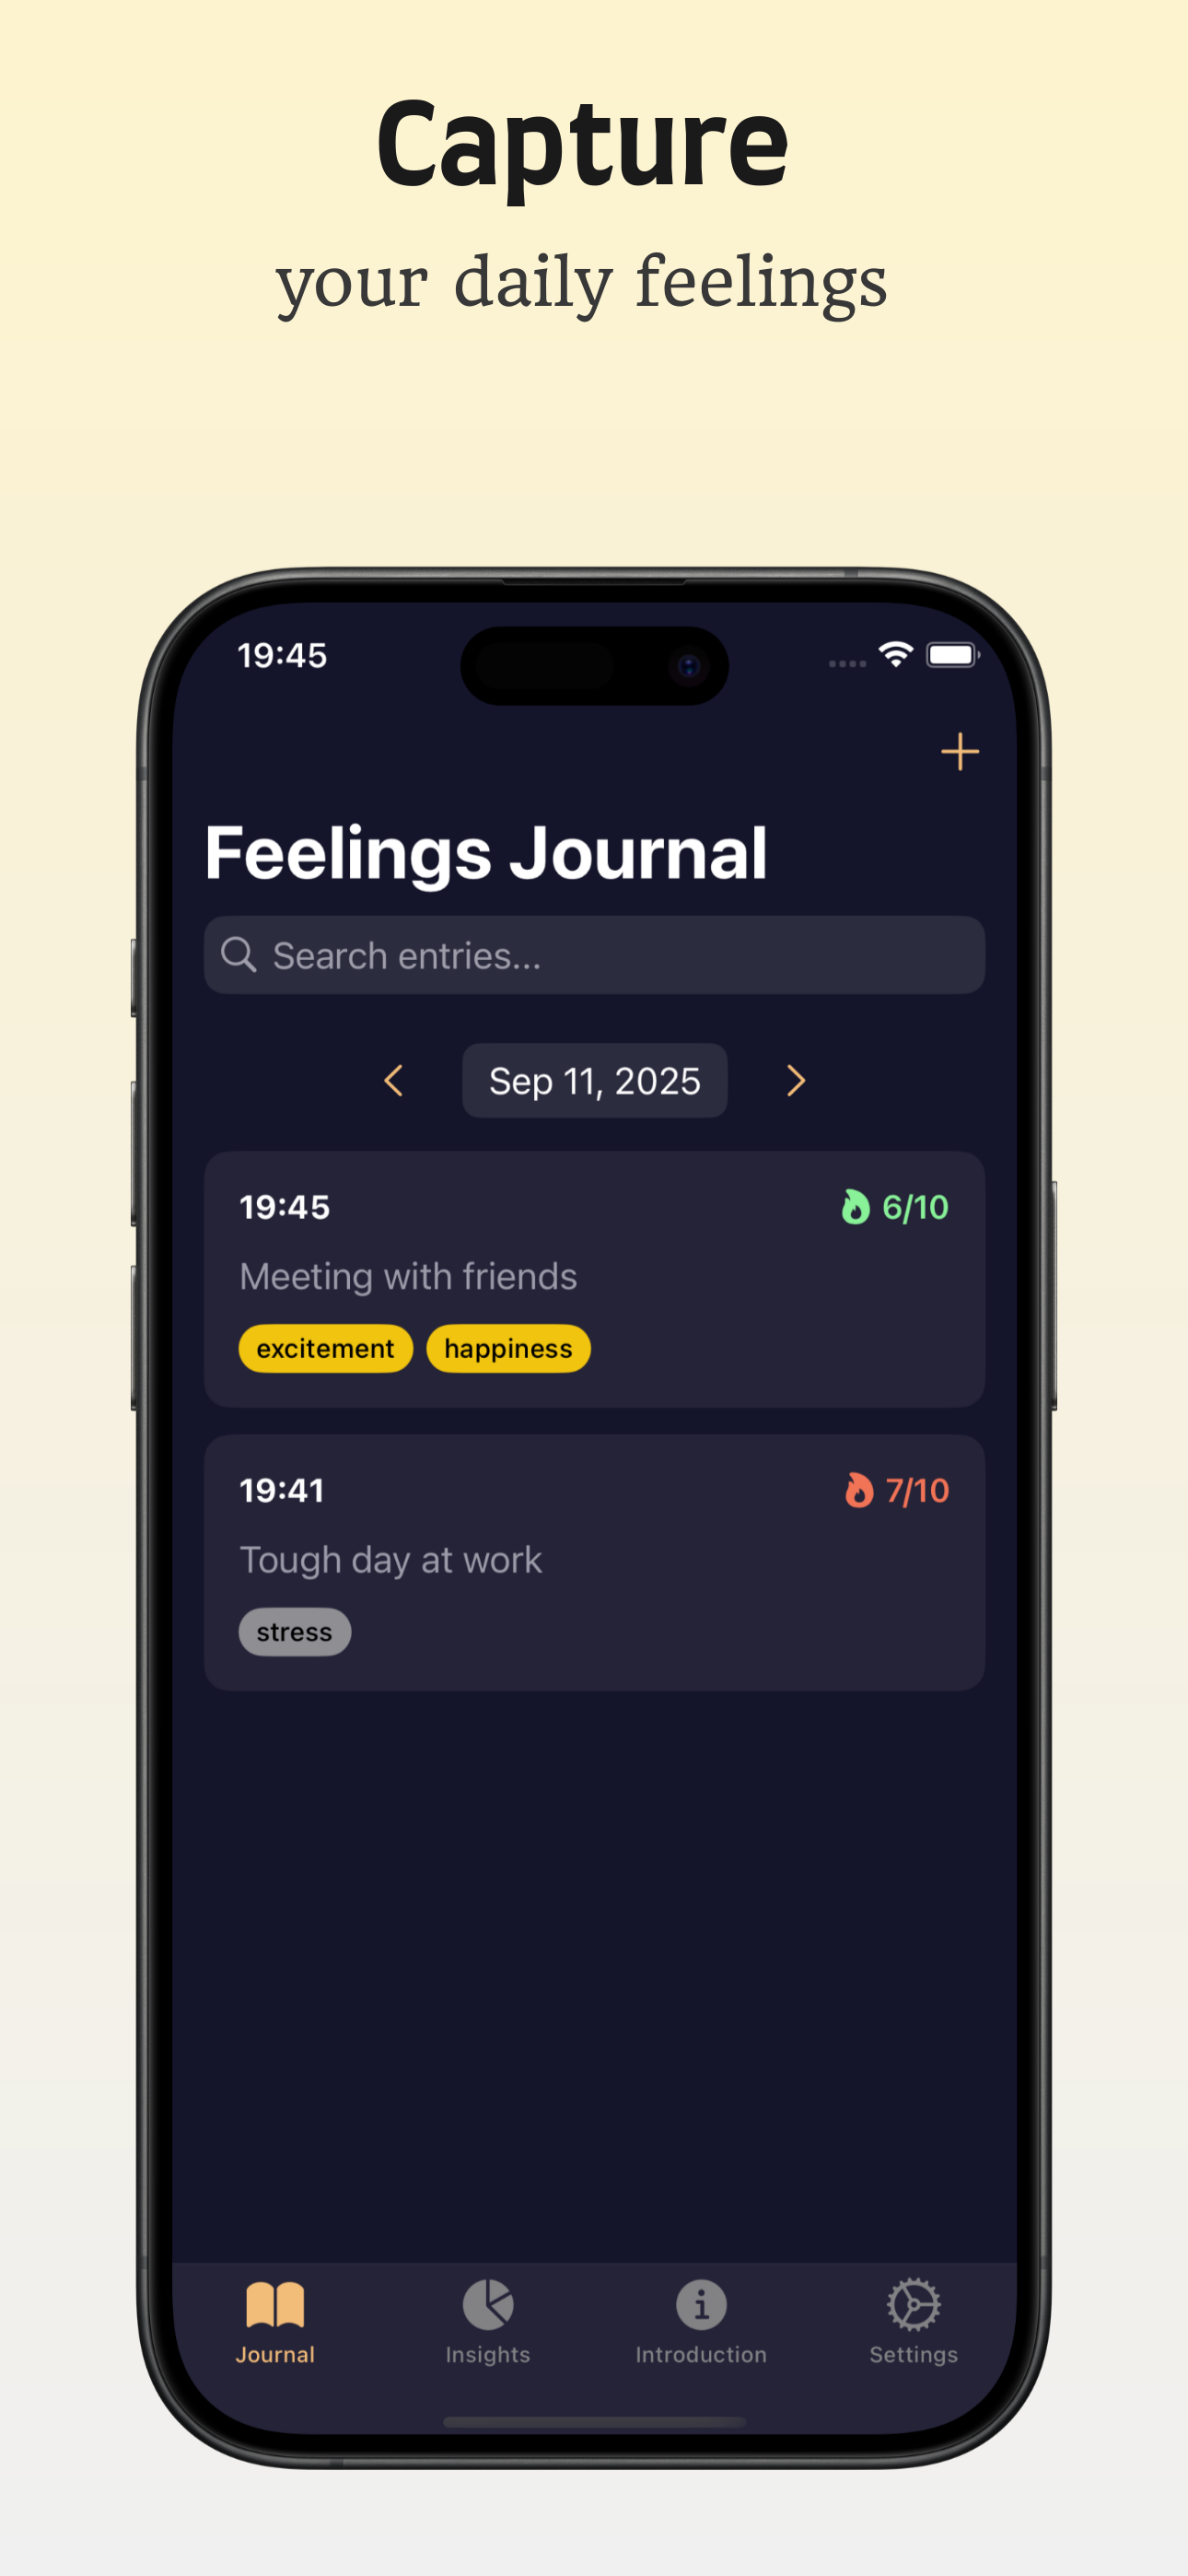 Capture
your daily feelings
19:45
Feelings Journal
Search entries...
Sep 11, 2025
19:45 6/10
Meeting with friends
excitement happiness
19:41 7/10
Tough day at work
stress
Journal Insights Introduction Settings